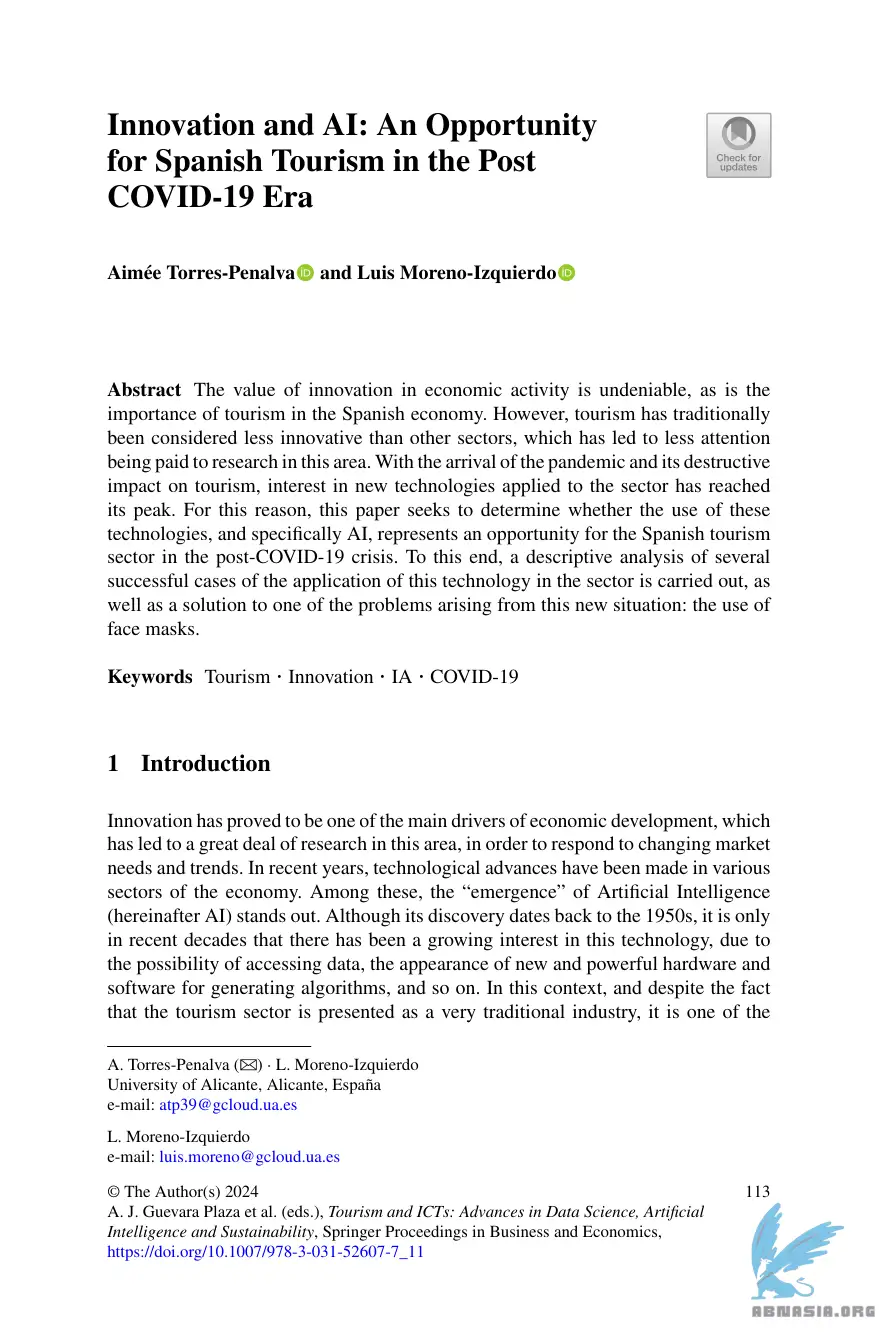 Innovation and AI: An Opportunity
for Spanish Tourism in the Post
COVID-19 Era
Check for
updates
Aimée Torres-Penalva and Luis Moreno-Izquierdo
Abstract The value of innovation in economic activity is undeniable, as is the
importance of tourism in the Spanish economy. However, tourism has traditionally
been considered less innovative than other sectors, which has led to less attention
being paid to research in this area. With the arrival of the pandemic and its destructive
impact on tourism, interest in new technologies applied to the sector has reached
its peak. For this reason, this paper seeks to determine whether the use of these
technologies, and specifically AI, represents an opportunity for the Spanish tourism
sector in the post-COVID-19 crisis. To this end, a descriptive analysis of several
successful cases of the application of this technology in the sector is carried out, as
well as a solution to one of the problems arising from this new situation: the use of
face masks.
Keywords Tourism · Innovation · IA · COVID-19
1 Introduction
Innovation has proved to be one of the main drivers of economic development, which
has led to a great deal of research in this area, in order to respond to changing market
needs and trends. In recent years, technological advances have been made in various
sectors of the economy. Among these, the “emergence” of Artificial Intelligence
(hereinafter AI) stands out. Although its discovery dates back to the 1950s, it is only
in recent decades that there has been a growing interest in this technology, due to
the possibility of accessing data, the appearance of new and powerful hardware and
software for generating algorithms, and so on. In this context, and despite the fact
that the tourism sector is presented as a very traditional industry, it is one of the
A. Torres-Penalva (✉) · L. Moreno-Izquierdo
University of Alicante, Alicante, España
e-mail: atp39@gcloud.ua.es
L. Moreno-Izquierdo
e-mail: luis.moreno@gcloud.ua.es
© The Author(s) 2024 113
A. J. Guevara Plaza et al. (eds.), Tourism and ICTs: Advances in Data Science, Artificial
Intelligence and Sustainability, Springer Proceedings in Business and Economics,
https://doi.org/10.1007/978-3-031-52607-7_11
ABNASIA.ORG